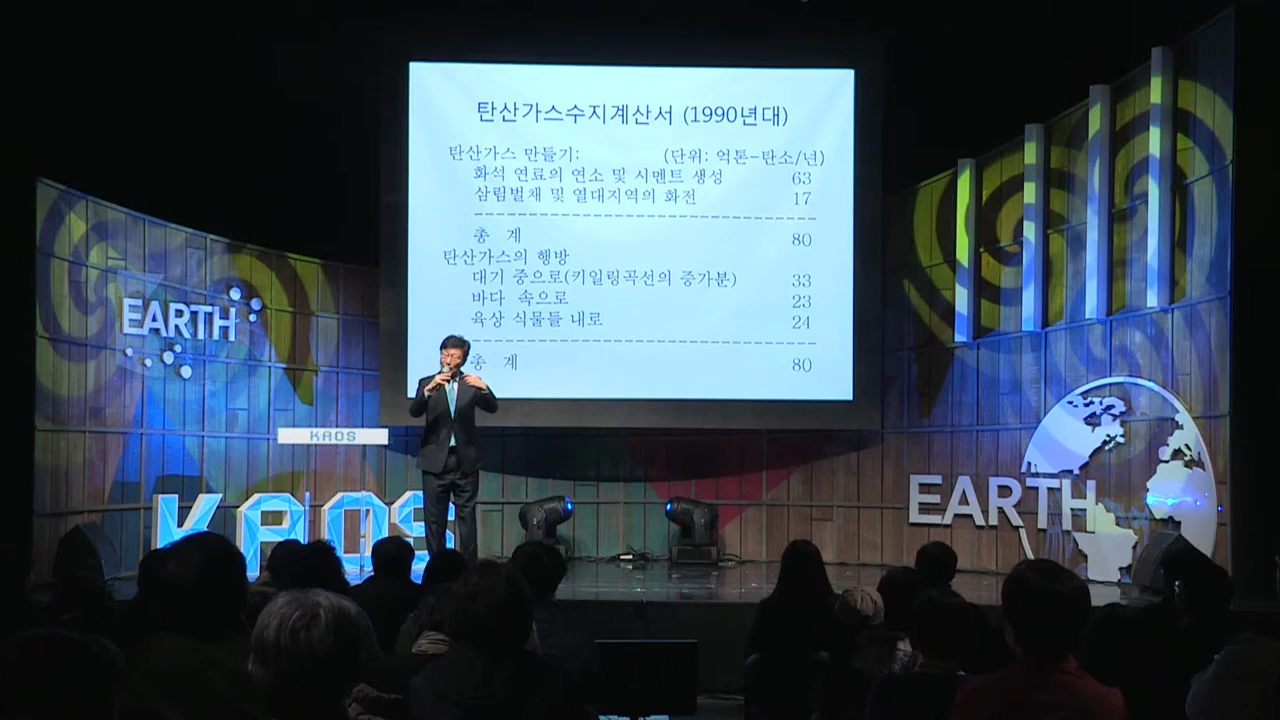 탄산가스수지계산서 (1990년대)
탄산가스 만들기: (단위: 억톤-탄소/년)
화석 연료의 연소 및 시멘트 생성 63
삼림벌채 및 열대지역의 화전 17
총 계 80
탄산가스의 행방
대기 중으로(키일링곡선의 증가분) 33
바다 속으로 23
육상 식물들 내로 24
총 계 80
EARTH
KAOS
KAOS
EARTH